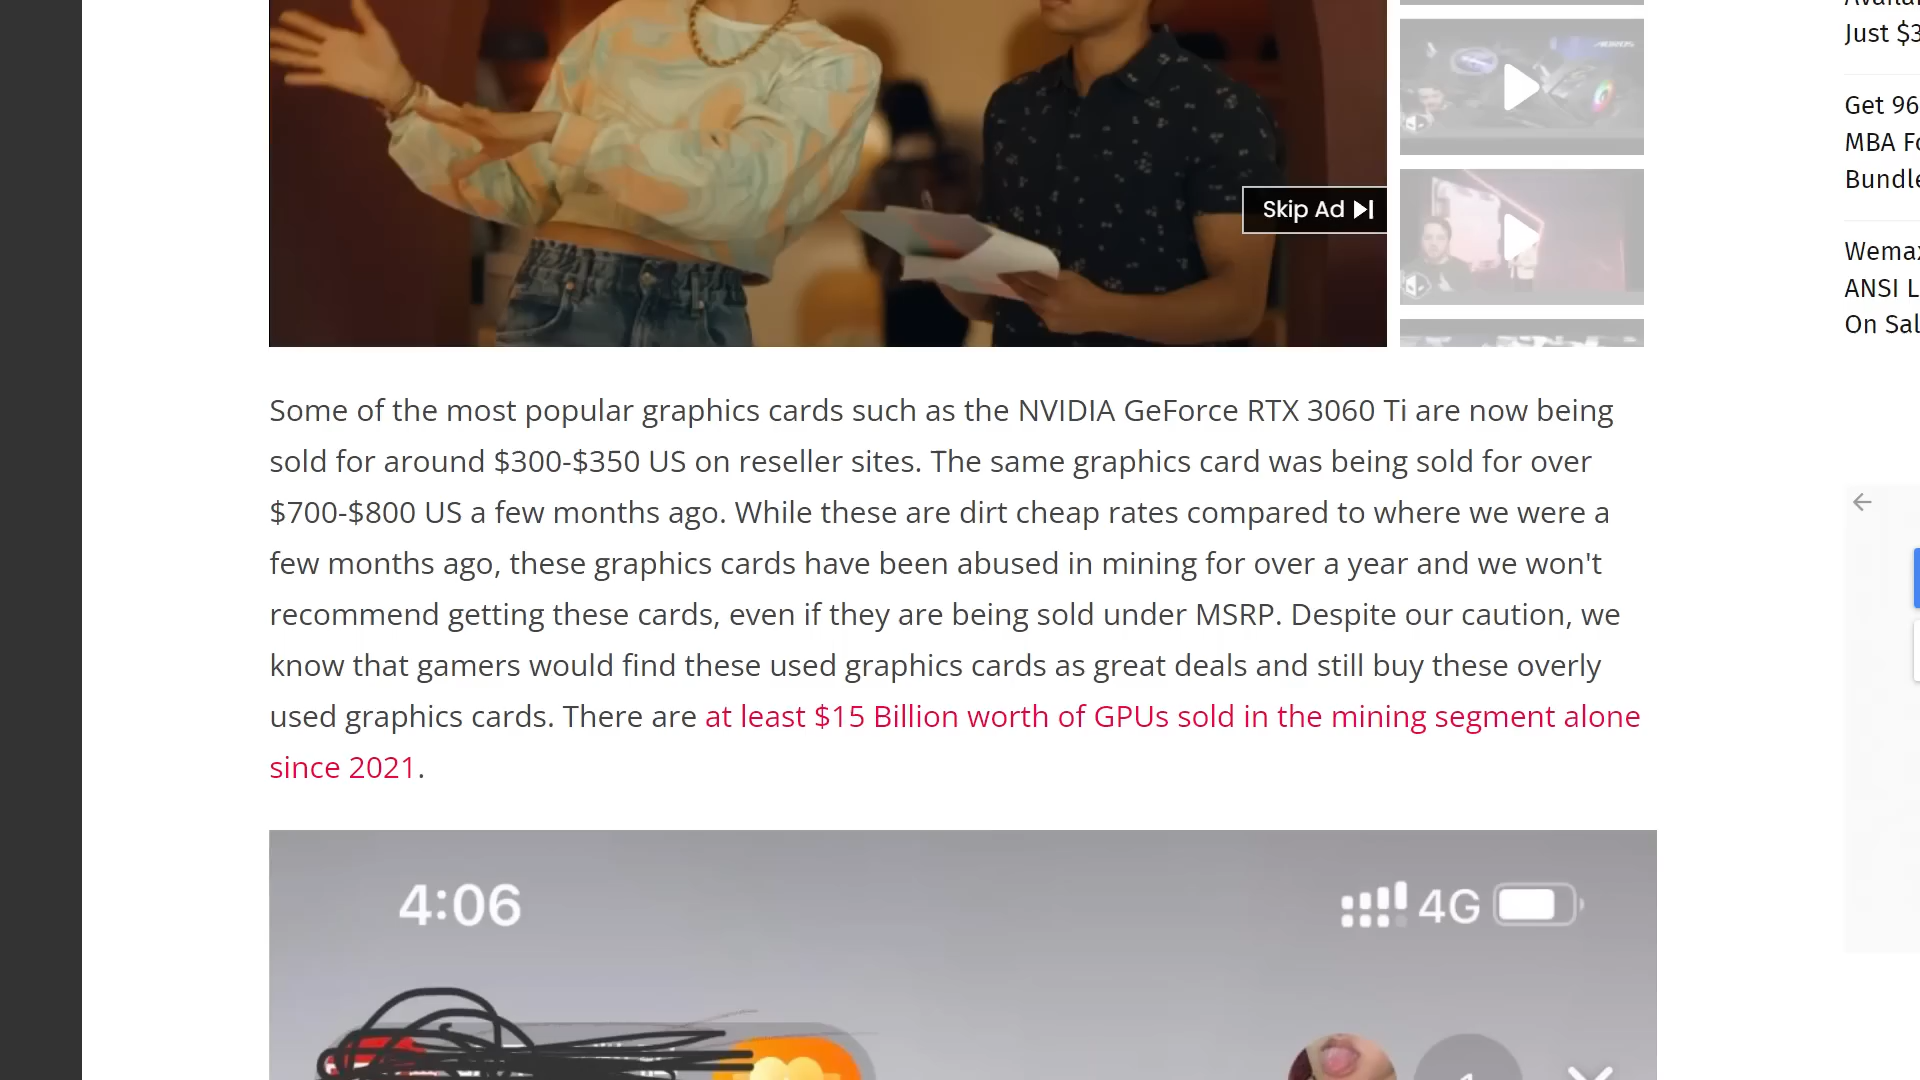 Skip Ad
Just $3
Get 96
MBA Fo
Bundle
Wemax
ANSI L
On Sal
Some of the most popular graphics cards such as the NVIDIA GeForce RTX 3060 Ti are now being
sold for around $300-$350 US on reseller sites. The same graphics card was being sold for over
$700-$800 US a few months ago. While these are dirt cheap rates compared to where we were a
few months ago, these graphics cards have been abused in mining for over a year and we won't
recommend getting these cards, even if they are being sold under MSRP. Despite our caution, we
know that gamers would find these used graphics cards as great deals and still buy these overly
used graphics cards. There are at least $15 Billion worth of GPUs sold in the mining segment alone
since 2021.
4:06
4G